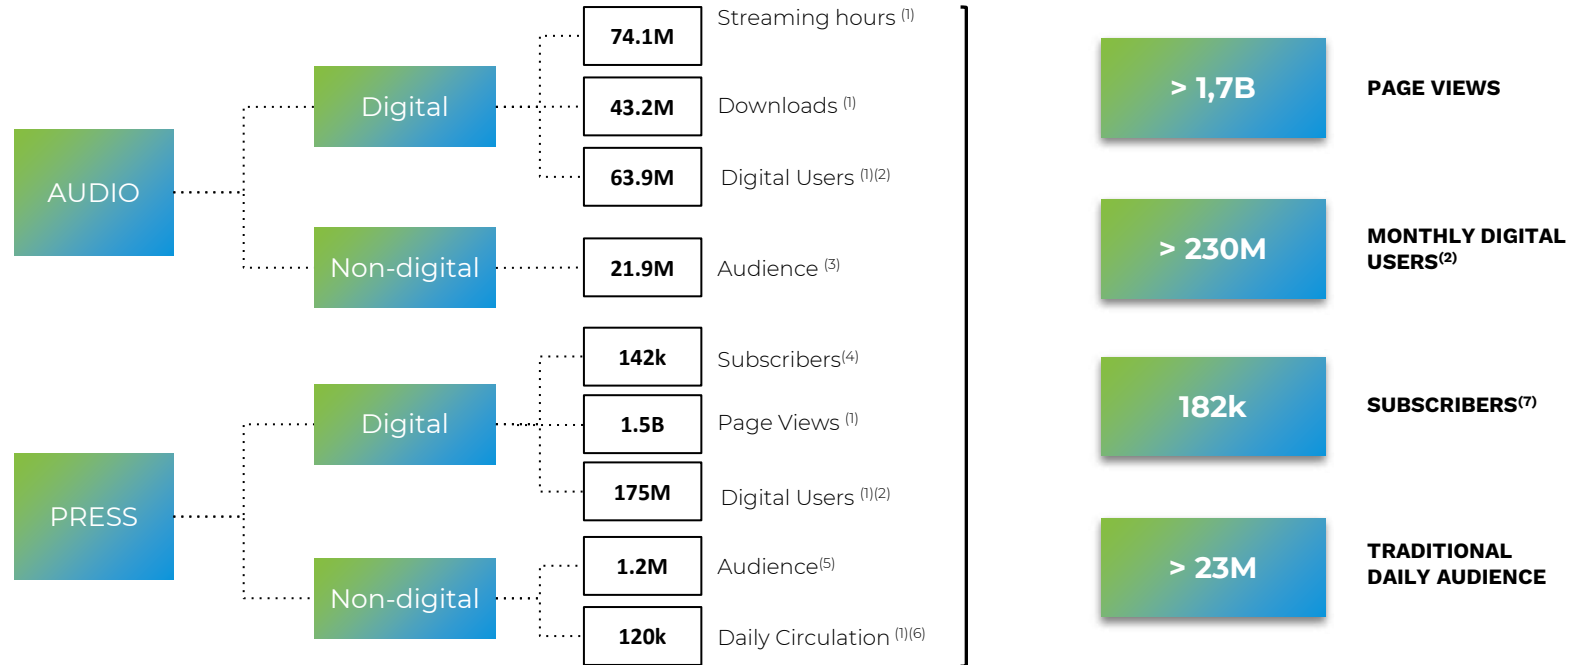 AUDIO
Digital
74.1M
Streaming hours (1)
43.2M
Downloads (1)
63.9M
Digital Users (1)(2)
Non-digital
21.9M
Audience (3)
PRESS
Digital
142k
Subscribers(4)
1.5B
Page Views (1)
175M
Digital Users (1)(2)
Non-digital
1.2M
Audience(5)
120k
Daily Circulation (1)(6)
> 1,7B
PAGE VIEWS
> 230M
MONTHLY DIGITAL
USERS(2)
182k
SUBSCRIBERS(7)
> 23M
TRADITIONAL
DAILY AUDIENCE